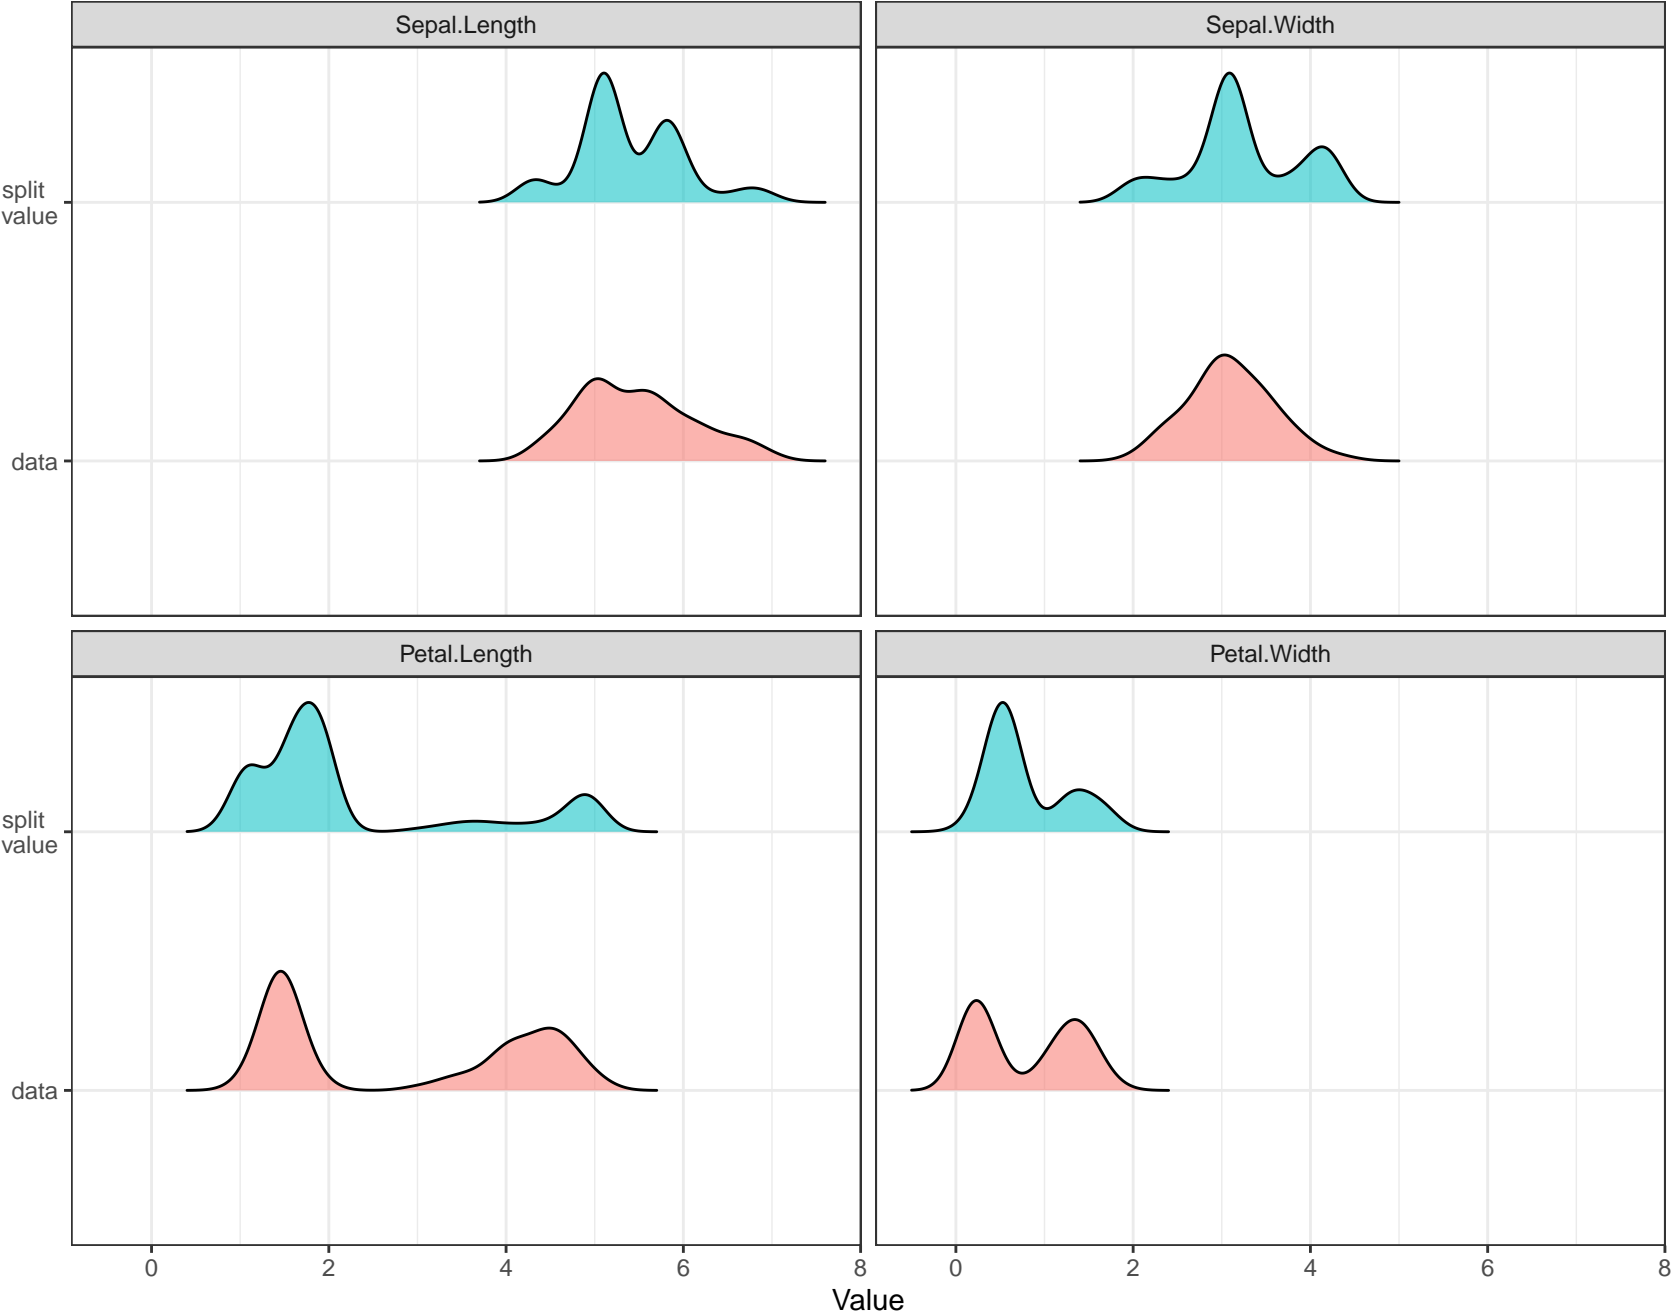 Sepal.Length
Sepal.Width
split
value
data
Petal.Length
Petal.Width
split
value
data
0 2 4 6 8
0 2 4 6 8
Value